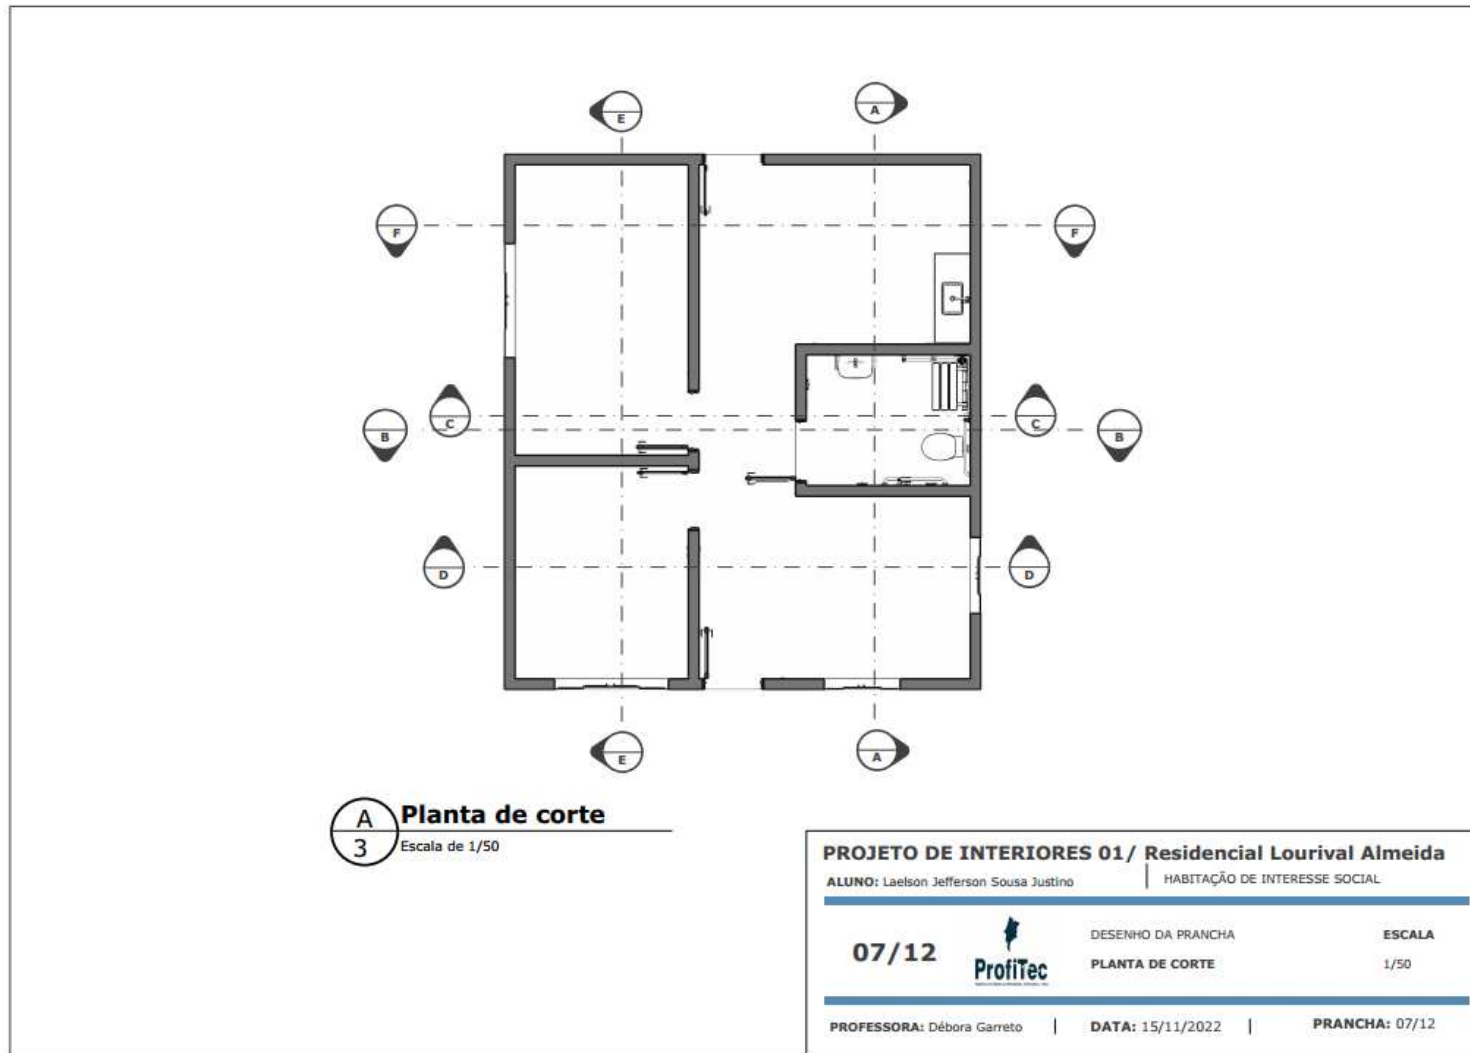 E
A
F
F
C
C
B
B
D
D
E
A
A
3
Planta de corte
Escala de 1/50
PROJETO DE INTERIORES 01/ Residencial Lourival Almeida
ALUNO: Laelson Jefferson Sousa Justino
HABITAÇÃO DE INTERESSE SOCIAL
07/12
ProfiTec
DESENHO DA PRANCHA
ESCALA
PLANTA DE CORTE
1/50
PROFESSORA: Débora Garreto | DATA: 15/11/2022 | PRANCHA: 07/12